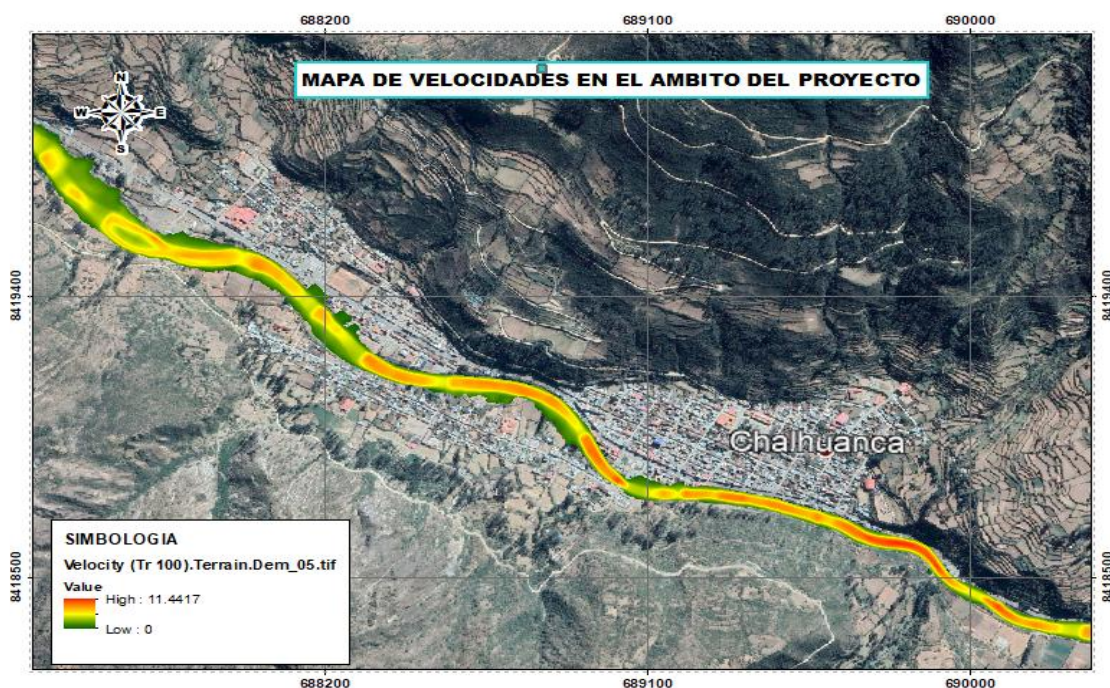 688200 689100 690000
MAPA DE VELOCIDADES EN EL AMBITO DEL PROYECTO
N
W E
S
8419400 8419400
Chalhuanca
SIMBOLOGIA
Velocity (Tr 100).Terrain.Dem_05.tif
Value
High : 11.4417
Low : 0
8418500 8418500
688200 689100 690000